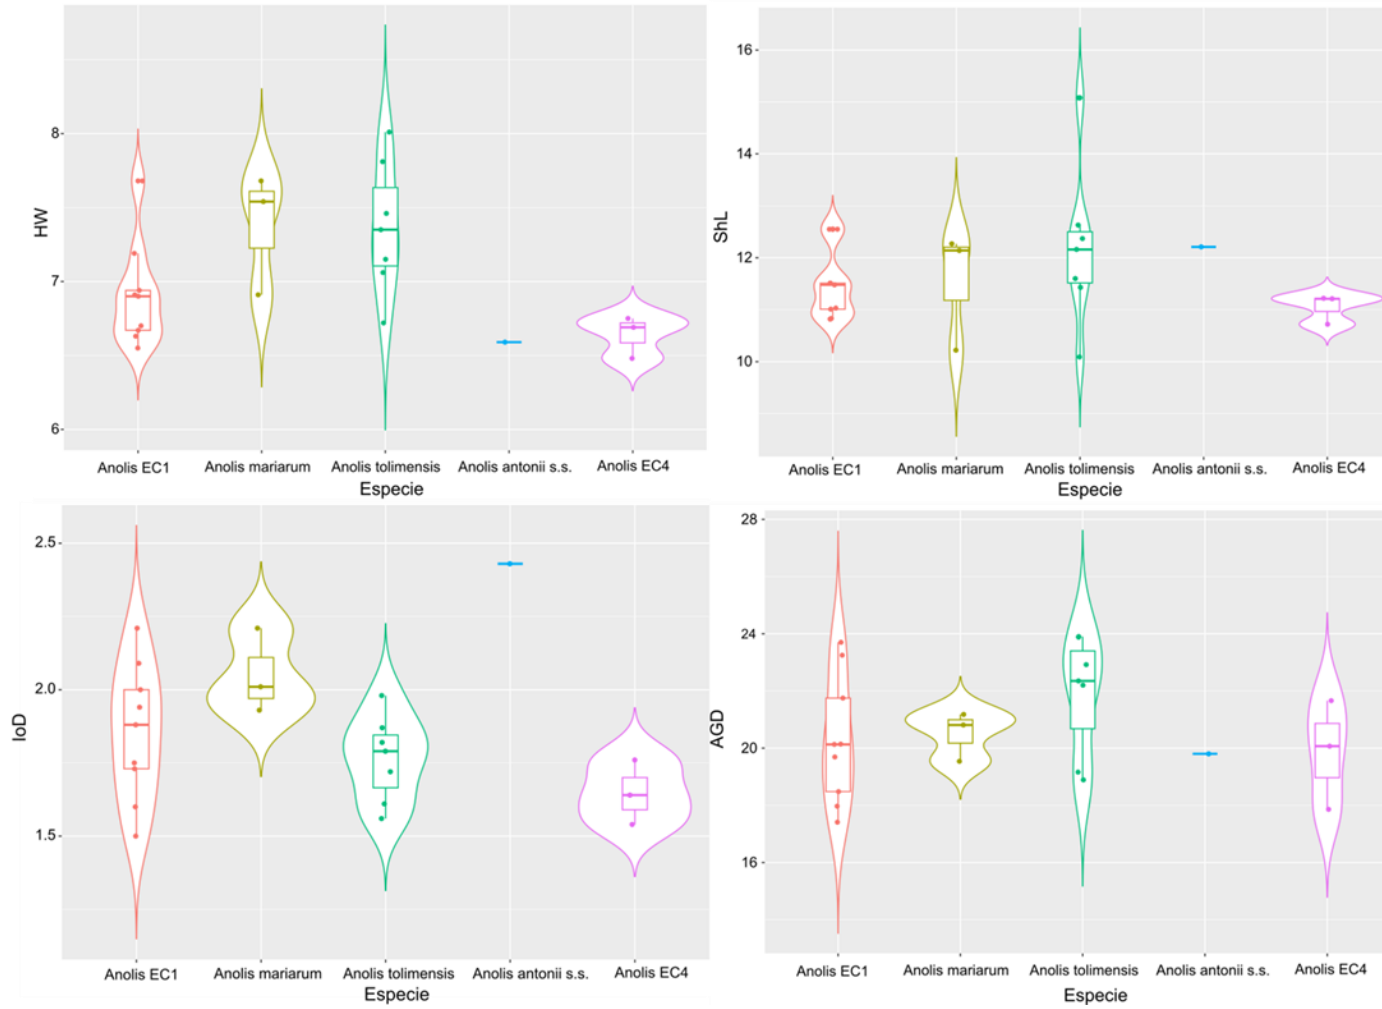 HW
8
7
6
Anolis EC1 Anolis mariarum Anolis tolimensis Anolis antonii s.s. Anolis EC4
Especie
ShL
16
14
12
10
Anolis EC1 Anolis mariarum Anolis tolimensis Anolis antonii s.s. Anolis EC4
Especie
IoD
2.5
2.0
1.5
Anolis EC1 Anolis mariarum Anolis tolimensis Anolis antonii s.s. Anolis EC4
Especie
AGD
28
24
20
16
Anolis EC1 Anolis mariarum Anolis tolimensis Anolis antonii s.s. Anolis EC4
Especie